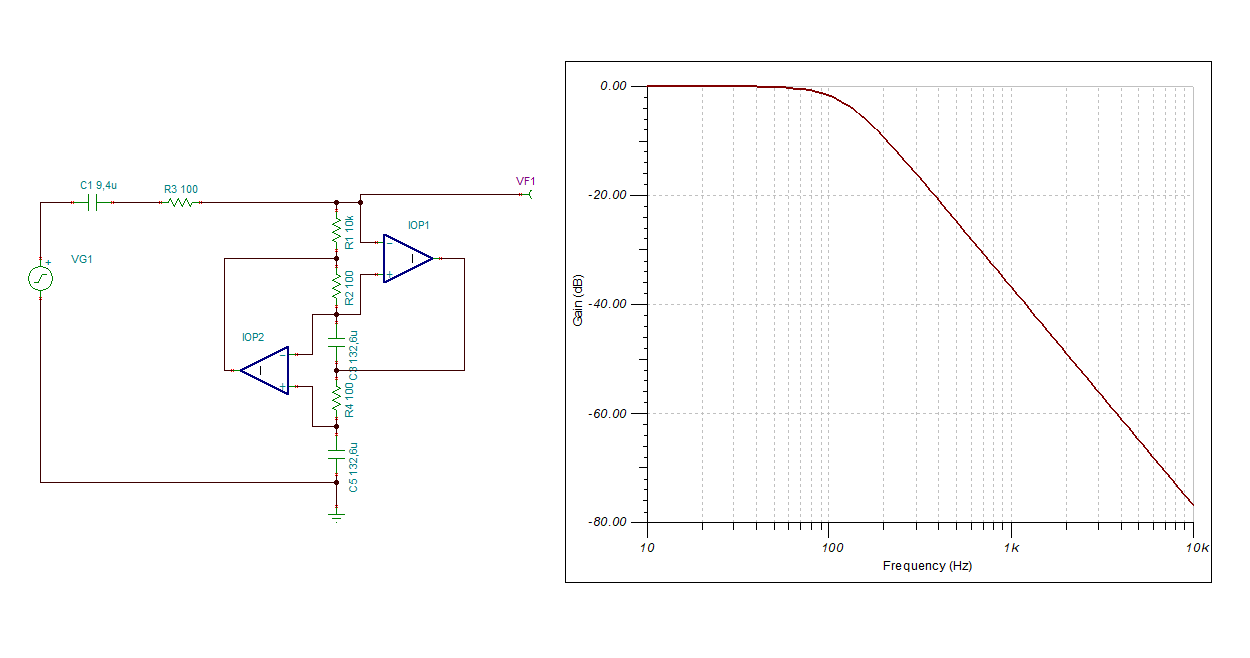 C1 9,4u
R3 100
VF1
R1 10k
IOP1
VG1
+
−
+
R2 100
IOP2
C3 132,6u
−
+
R4 100
C5 132,6u
0.00
-20.00
-40.00
-60.00
-80.00
Gain (dB)
10
100
1k
10k
Frequency (Hz)